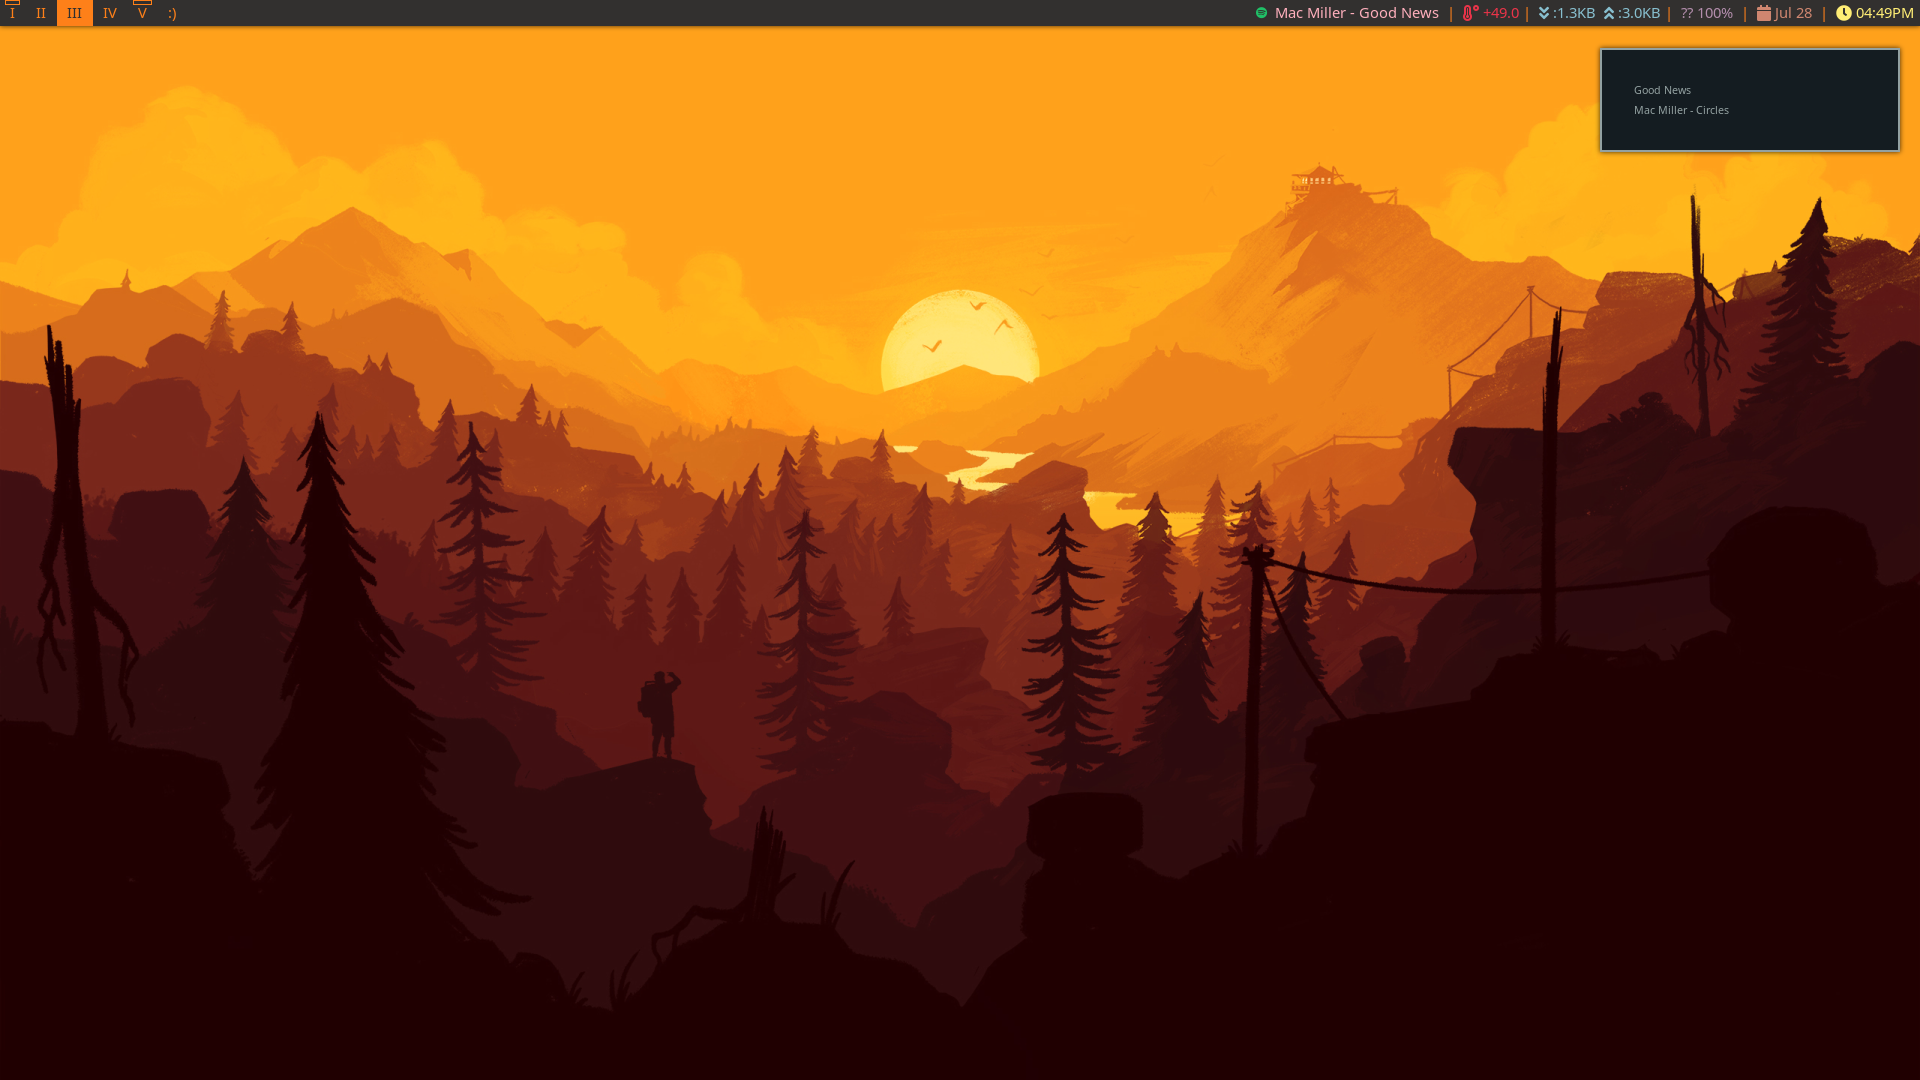 I II III IV V :)
Mac Miller - Good News | +49.0 | :1.3KB :3.0KB | ?? 100% | Jul 28 | 04:49PM
Good News
Mac Miller - Circles